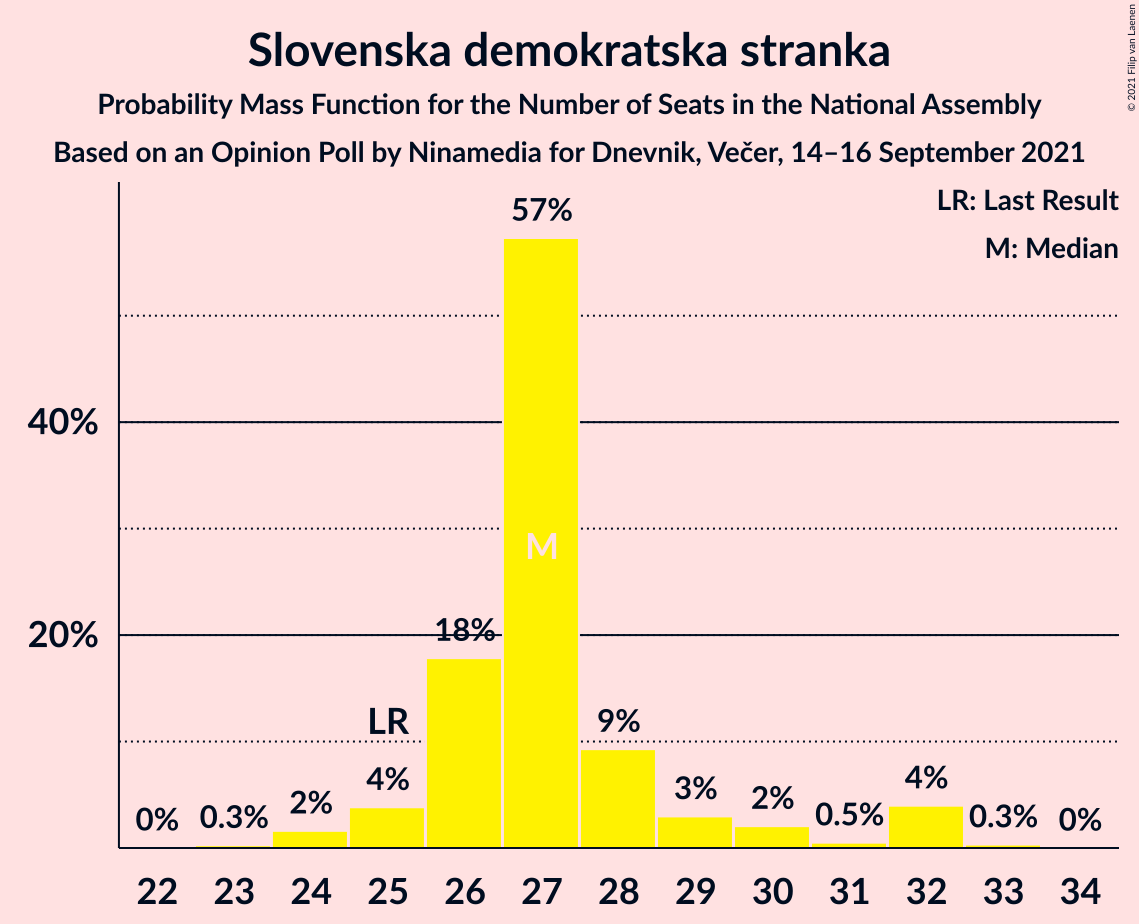 Slovenska demokratska stranka
Probability Mass Function for the Number of Seats in the National Assembly
Based on an Opinion Poll by Ninamedia for Dnevnik, Večer, 14–16 September 2021
© 2021 Filip van Laenen
LR: Last Result
M: Median
57%
40%
M
20%
18%
LR
9%
4%
4%
3%
2%
2%
0.5%
0.3%
0.3%
0%
0%
22 23 24 25 26 27 28 29 30 31 32 33 34